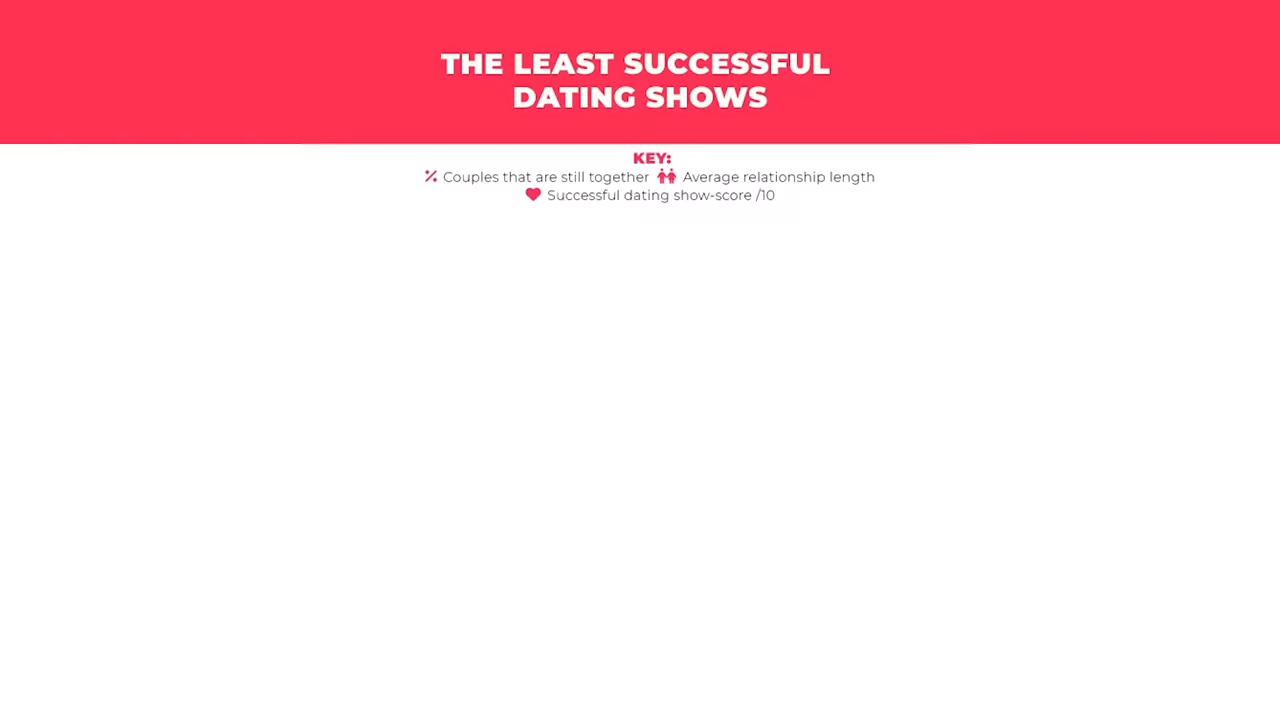 THE LEAST SUCCESSFUL
DATING SHOWS
KEY:
Couples that are still together Average relationship length
Successful dating show-score /10